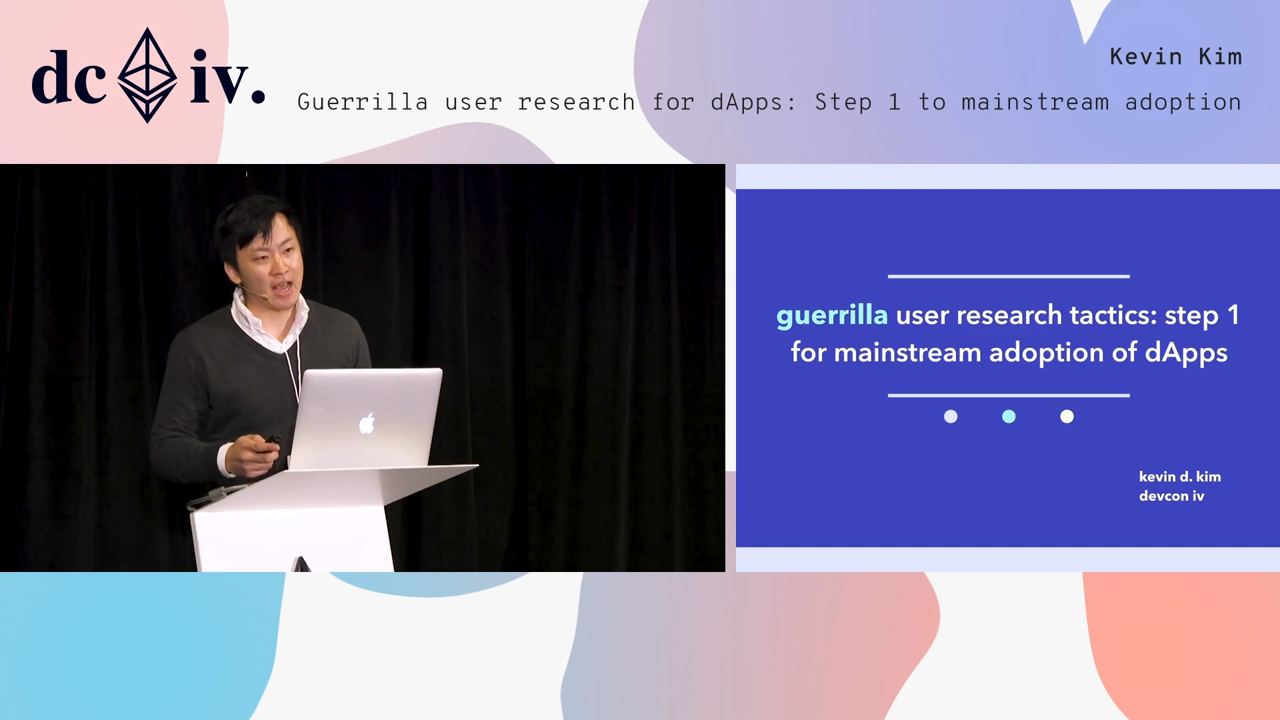 dc iv.
Kevin Kim
Guerrilla user research for dApps: Step 1 to mainstream adoption
guerrilla user research tactics: step 1
for mainstream adoption of dApps
kevin d. kim
devcon iv